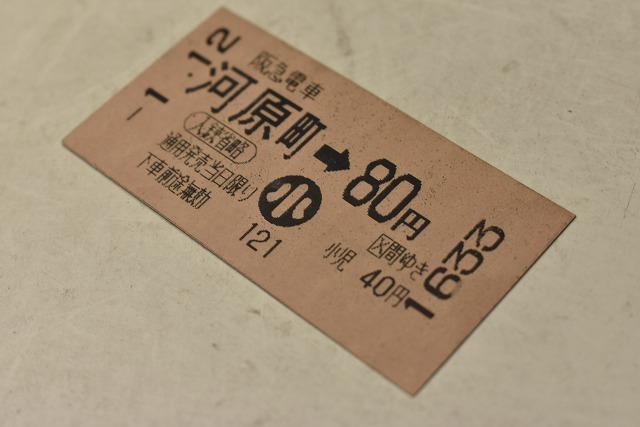 阪急電車
河原町➡80円
入鋏省略
区間ゆき
通用発売当日限り
下車前途無効
小
小児 40円
121
1.12
1633